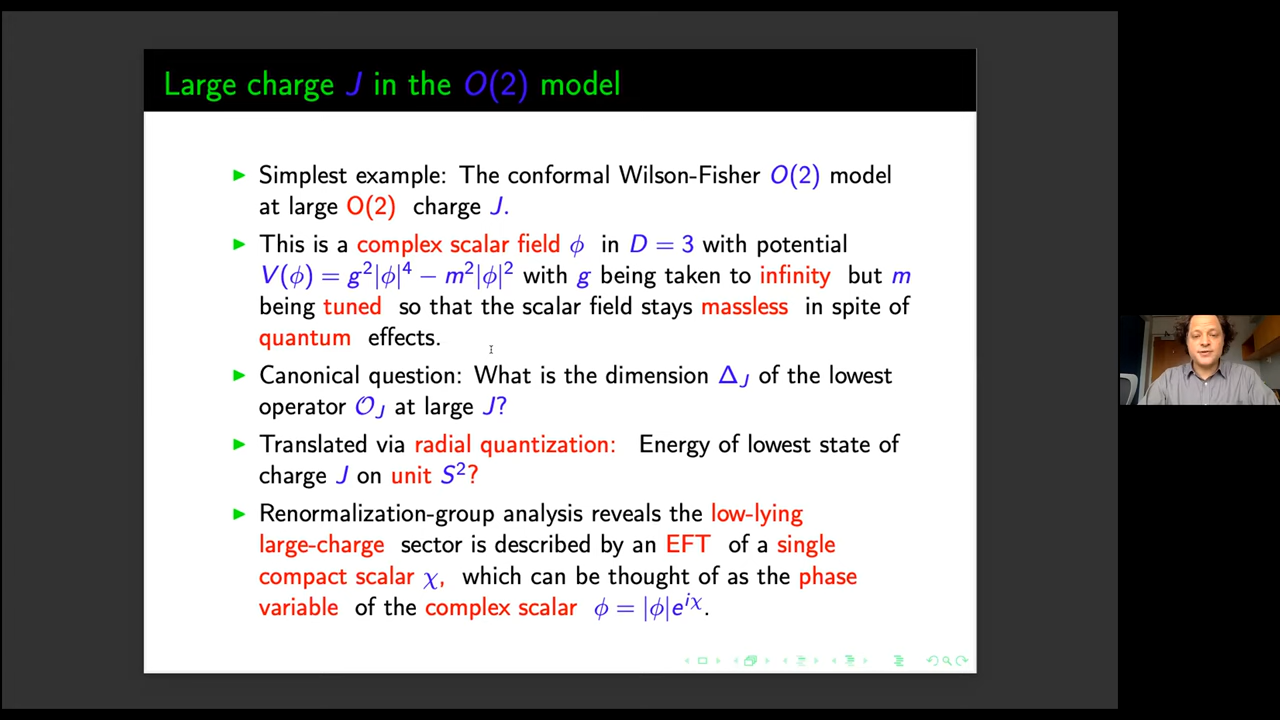 Large charge J in the O(2) model
▶ Simplest example: The conformal Wilson-Fisher O(2) model
at large O(2) charge J.
▶ This is a complex scalar field ϕ in D = 3 with potential
V(ϕ) = g²|ϕ|⁴ − m²|ϕ|² with g being taken to infinity but m
being tuned so that the scalar field stays massless in spite of
quantum effects.
▶ Canonical question: What is the dimension Δ_J of the lowest
operator 𝒪_J at large J?
▶ Translated via radial quantization: Energy of lowest state of
charge J on unit S²?
▶ Renormalization-group analysis reveals the low-lying
large-charge sector is described by an EFT of a single
compact scalar χ, which can be thought of as the phase
variable of the complex scalar ϕ = |ϕ|e^{iχ}.